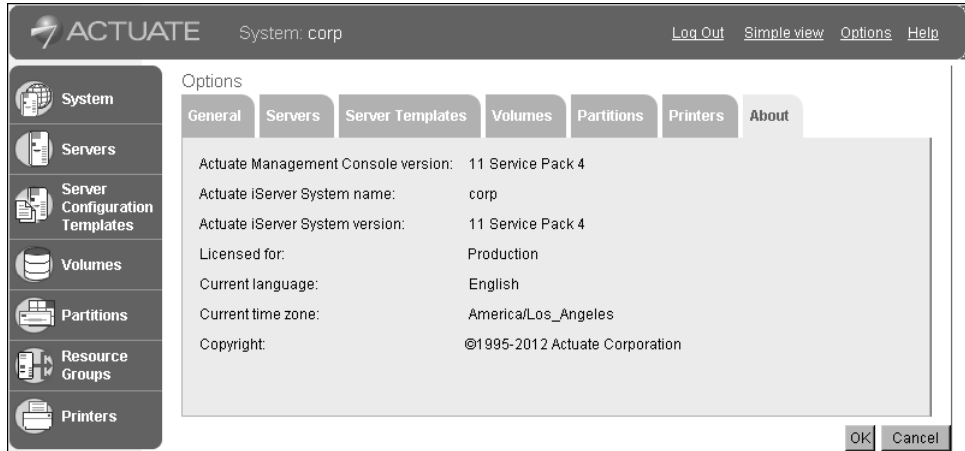 ACTUATE System: corp Log Out Simple view Options Help
System
Servers
Server
Configuration
Templates
Volumes
Partitions
Resource
Groups
Printers
Options
General Servers Server Templates Volumes Partitions Printers About
Actuate Management Console version: 11 Service Pack 4
Actuate iServer System name: corp
Actuate iServer System version: 11 Service Pack 4
Licensed for: Production
Current language: English
Current time zone: America/Los_Angeles
Copyright: ©1995-2012 Actuate Corporation
OK Cancel